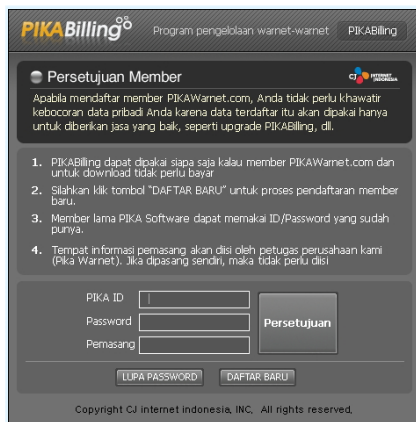 PIKABilling Program pengelolaan warnet-warnet PIKABilling
Persetujuan Member CJ INTERNET INDONESIA
Apabila mendaftar member PIKAWarnet.com, Anda tidak perlu khawatir
kebocoran data pribadi Anda karena data terdaftar itu akan dipakai hanya
untuk diberikan jasa yang baik, seperti upgrade PIKABilling, dll.
1. PIKABilling dapat dipakai siapa saja kalau member PIKAWarnet.com dan
untuk download tidak perlu bayar
2. Silahkan klik tombol "DAFTAR BARU" untuk proses pendaftaran member
baru.
3. Member lama PIKA Software dapat memakai ID/Password yang sudah
punya.
4. Tempat informasi pemasang akan diisi oleh petugas perusahaan kami
(Pika Warnet). Jika dipasang sendiri, maka tidak perlu diisi
PIKA ID
Password
Persetujuan
Pemasang
LUPA PASSWORD DAFTAR BARU
Copyright CJ internet indonesia, INC, All rights reserved,